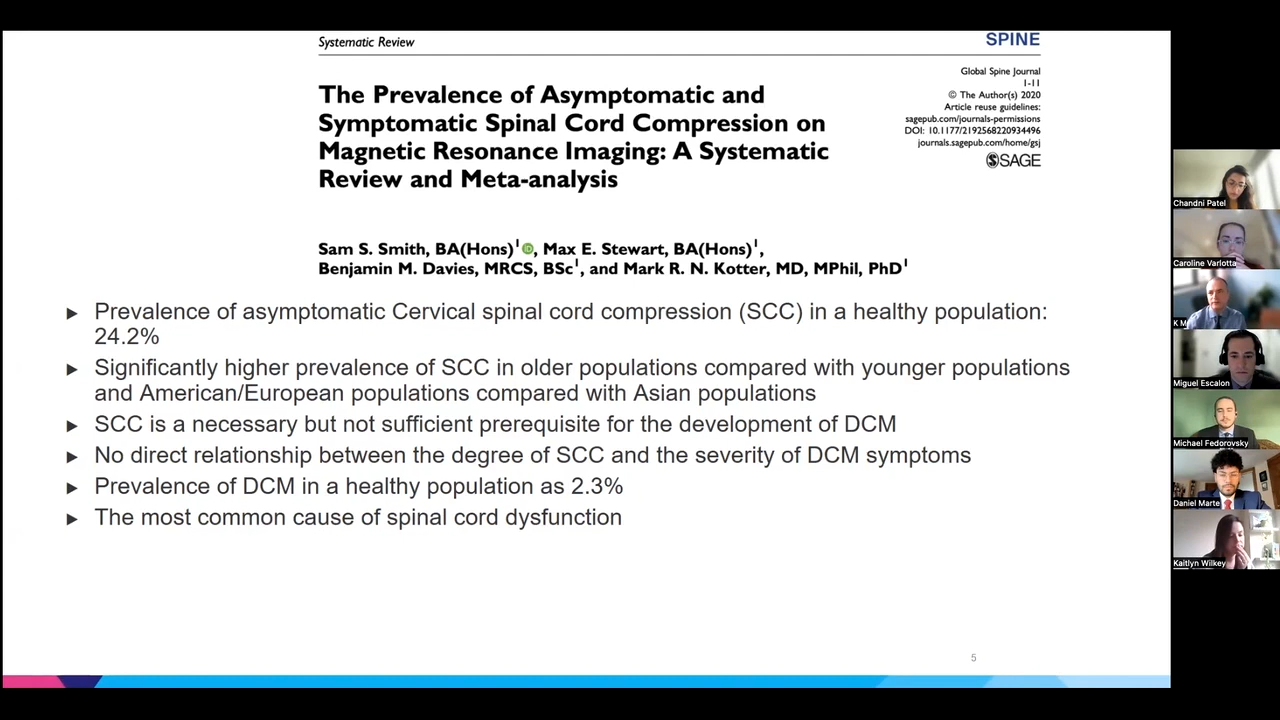 Systematic Review
SPINE
Global Spine Journal
1-11
© The Author(s) 2020
Article reuse guidelines:
sagepub.com/journals-permissions
DOI: 10.1177/2192568220934496
journals.sagepub.com/home/gsj
SAGE
The Prevalence of Asymptomatic and
Symptomatic Spinal Cord Compression on
Magnetic Resonance Imaging: A Systematic
Review and Meta-analysis
Sam S. Smith, BA(Hons)¹ iD, Max E. Stewart, BA(Hons)¹,
Benjamin M. Davies, MRCS, BSc¹, and Mark R. N. Kotter, MD, MPhil, PhD¹
▶ Prevalence of asymptomatic Cervical spinal cord compression (SCC) in a healthy population:
24.2%
▶ Significantly higher prevalence of SCC in older populations compared with younger populations
and American/European populations compared with Asian populations
▶ SCC is a necessary but not sufficient prerequisite for the development of DCM
▶ No direct relationship between the degree of SCC and the severity of DCM symptoms
▶ Prevalence of DCM in a healthy population as 2.3%
▶ The most common cause of spinal cord dysfunction
5
Chandni Patel
Caroline Varlotta
K M
Miguel Escalon
Michael Fedorovsky
Daniel Marte
Kaitlyn Wilkey